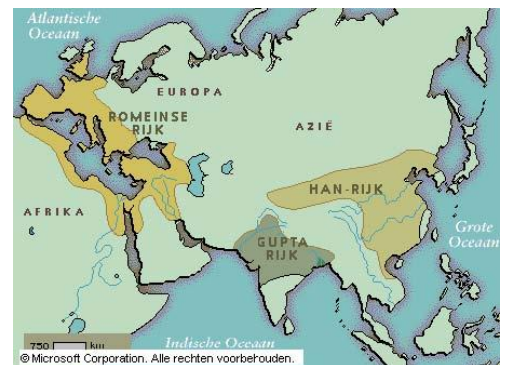 Atlantische
Oceaan
EUROPA
ROMEINSE
RIJK
AZIË
HAN-RIJK
AFRIKA
Grote
Oceaan
GUPTA
RIJK
Indische Oceaan
750 km
© Microsoft Corporation. Alle rechten voorbehouden.